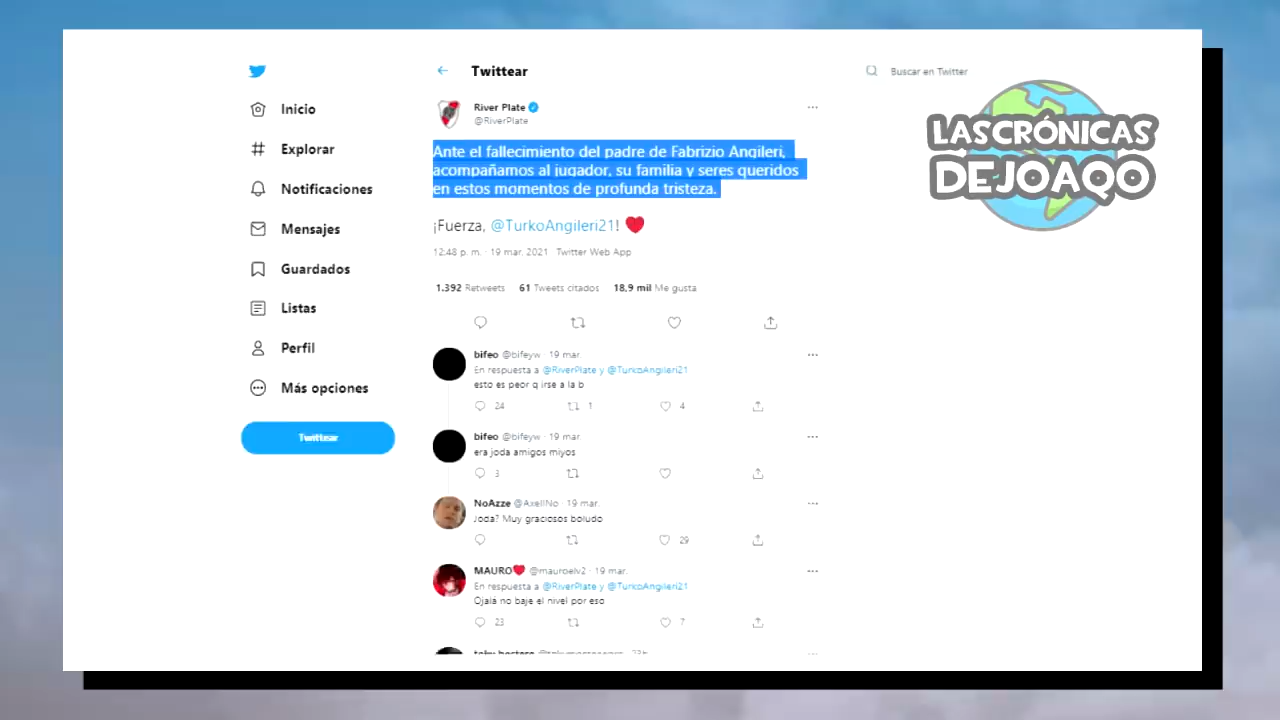 Twittear
Buscar en Twitter
Inicio
Explorar
Notificaciones
Mensajes
Guardados
Listas
Perfil
Más opciones
Twittear
River Plate
@RiverPlate
Ante el fallecimiento del padre de Fabrizio Angileri,
acompañamos al jugador, su familia y seres queridos
en estos momentos de profunda tristeza.
¡Fuerza, @TurkoAngileri21! ❤️
12:48 p. m. · 19 mar. 2021 · Twitter Web App
1.392 Retweets 61 Tweets citados 18,9 mil Me gusta
bifeo @bifeyw · 19 mar.
En respuesta a @RiverPlate y @TurkoAngileri21
esto es peor q irse a la b
24 1 4
bifeo @bifeyw · 19 mar.
era joda amigos miyos
3
NoAzze @AxellNo · 19 mar.
Joda? Muy graciosos boludo
29
MAURO❤️ @mauroelv2 · 19 mar.
En respuesta a @RiverPlate y @TurkoAngileri21
Ojalá no baje el nivel por eso
23 7
LAS CRÓNICAS
DE JOAQO